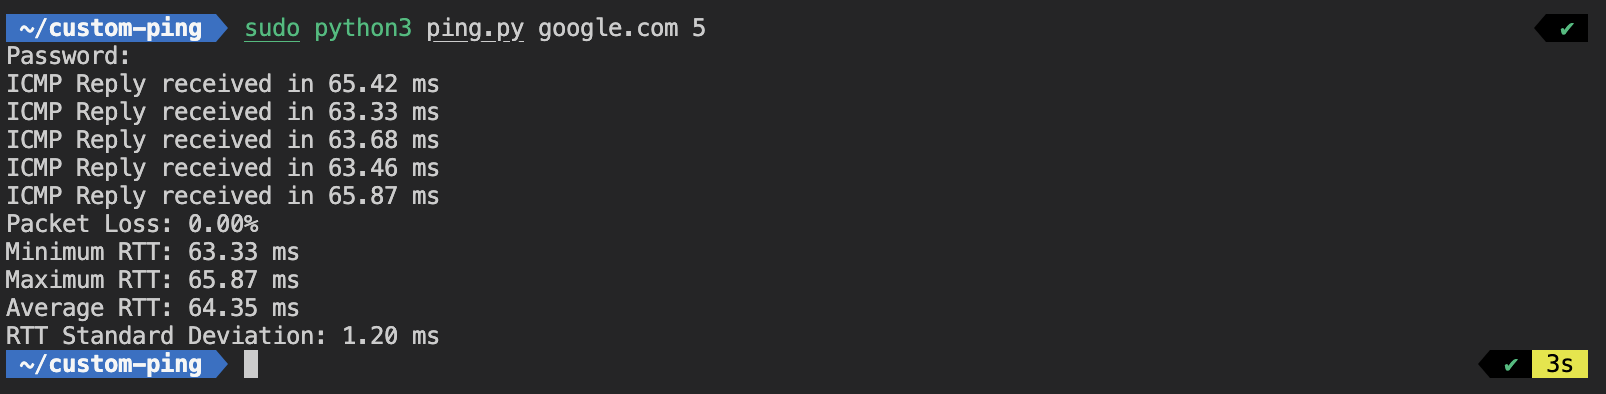 ~/custom-ping sudo python3 ping.py google.com 5 ✔
Password:
ICMP Reply received in 65.42 ms
ICMP Reply received in 63.33 ms
ICMP Reply received in 63.68 ms
ICMP Reply received in 63.46 ms
ICMP Reply received in 65.87 ms
Packet Loss: 0.00%
Minimum RTT: 63.33 ms
Maximum RTT: 65.87 ms
Average RTT: 64.35 ms
RTT Standard Deviation: 1.20 ms
~/custom-ping ✔ 3s